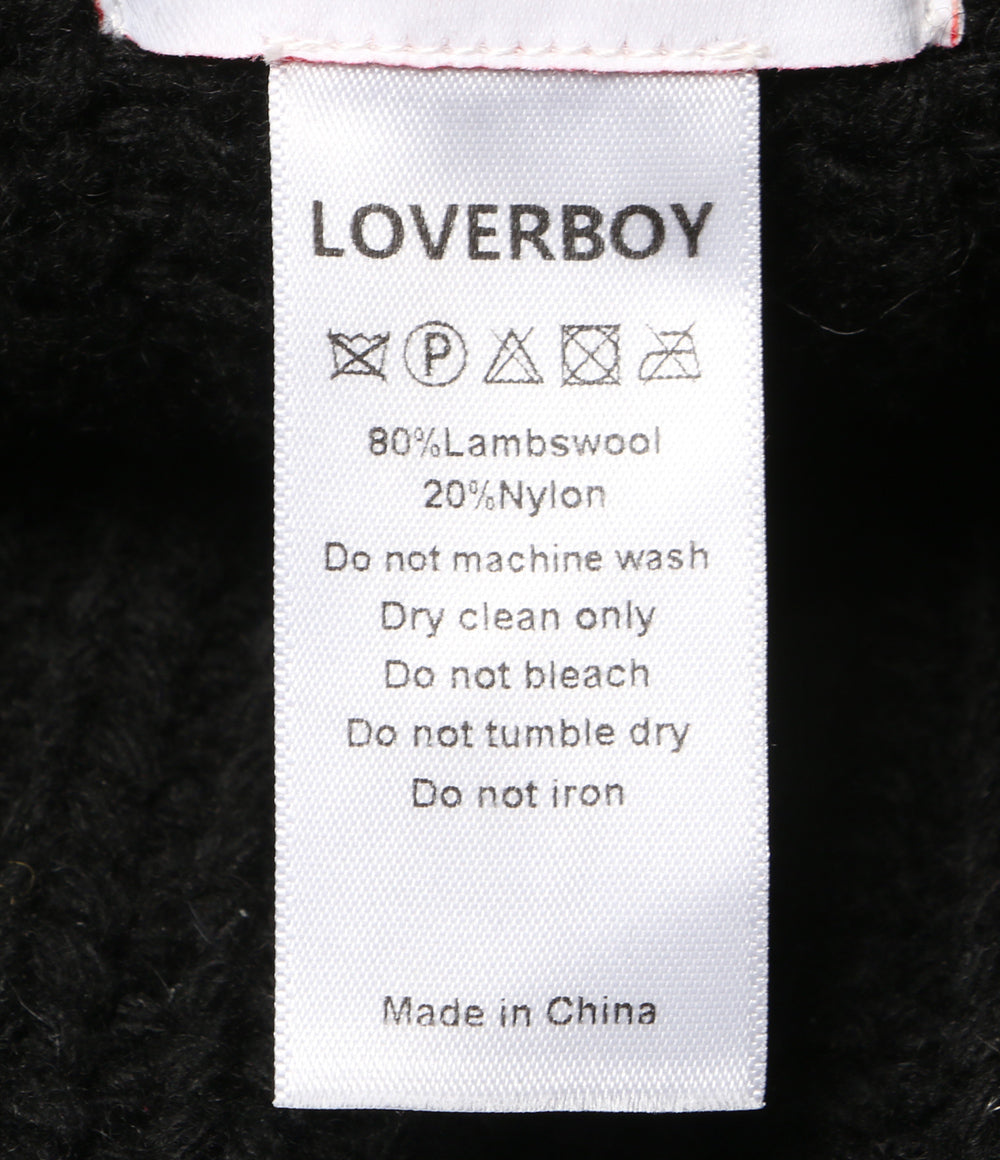 LOVERBOY
P
80%Lambswool
20%Nylon
Do not machine wash
Dry clean only
Do not bleach
Do not tumble dry
Do not iron
Made in China